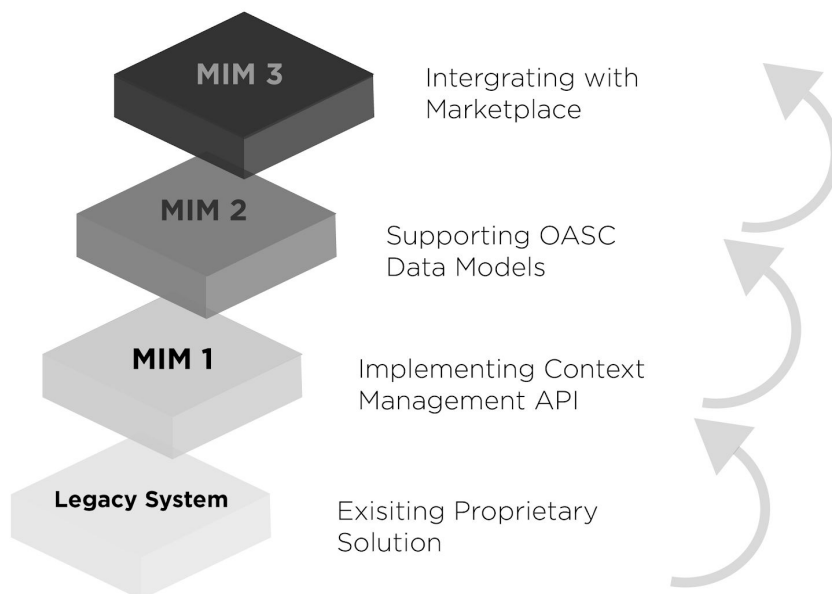 MIM 3
Intergrating with
Marketplace
MIM 2
Supporting OASC
Data Models
MIM 1
Implementing Context
Management API
Legacy System
Exisiting Proprietary
Solution